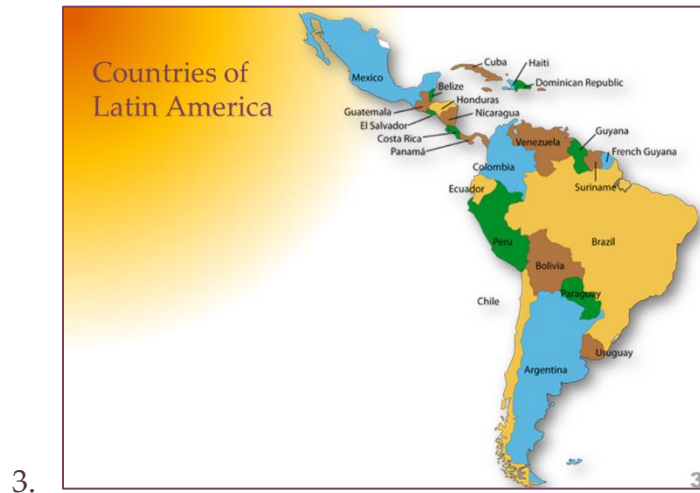 Countries of
Latin America
Cuba
Haiti
Mexico
Dominican Republic
Belize
Honduras
Guatemala
Nicaragua
El Salvador
Costa Rica
Guyana
Panamá
Venezuela
French Guyana
Colombia
Ecuador
Suriname
Peru
Brazil
Bolivia
Paraguay
Chile
Uruguay
Argentina
3
3.